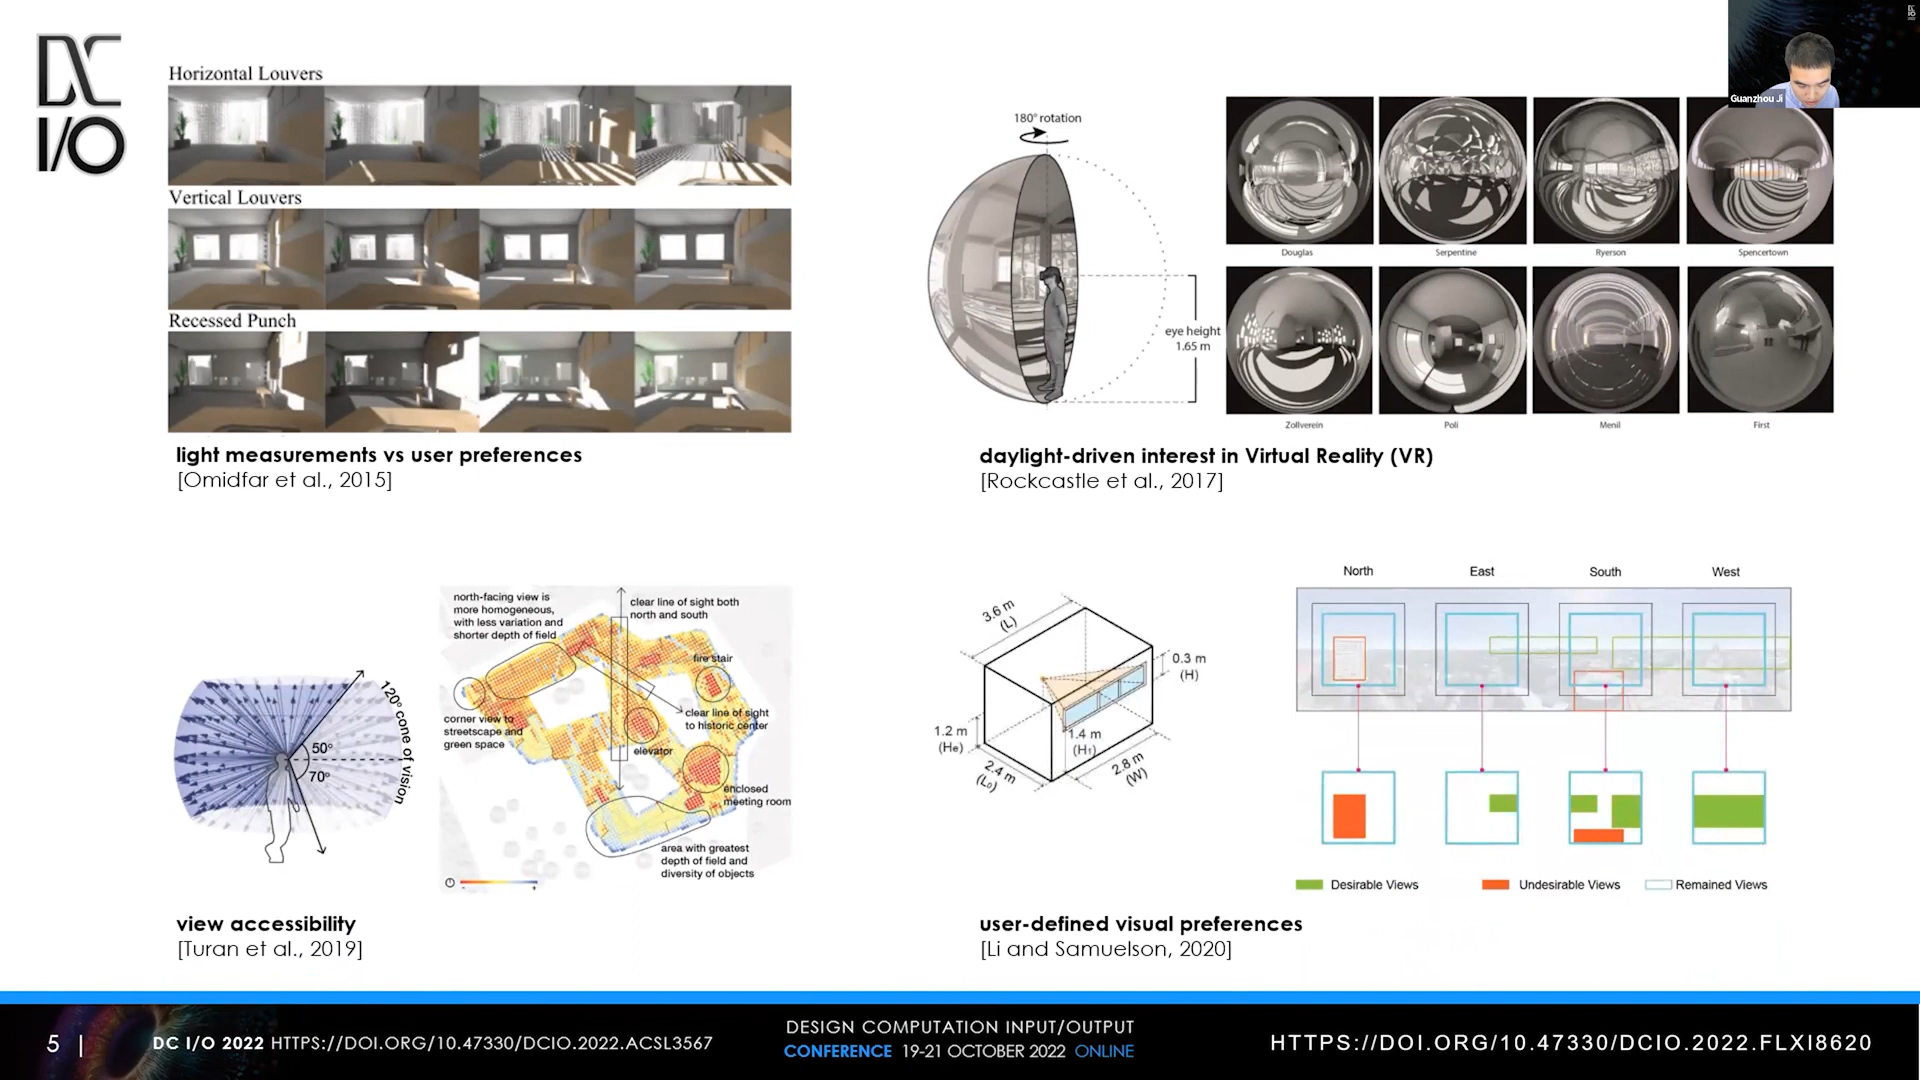 DC
I/O
Guanzhou Ji
Horizontal Louvers
Vertical Louvers
Recessed Punch
light measurements vs user preferences
[Omidfar et al., 2015]
180° rotation
eye height
1.65 m
Douglas
Serpentine
Ryerson
Spencertown
Zollverein
Poli
Menil
First
daylight-driven interest in Virtual Reality (VR)
[Rockcastle et al., 2017]
120° cone of vision
50°
70°
north-facing view is
more homogeneous,
with less variation and
shorter depth of field
clear line of sight both
north and south
fire stair
corner view to
streetscape and
green space
clear line of sight
to historic center
elevator
enclosed
meeting room
area with greatest
depth of field and
diversity of objects
view accessibility
[Turan et al., 2019]
3.6 m
(L)
0.3 m
(H)
1.2 m
(He)
1.4 m
(H₁)
2.4 m
(L₀)
2.8 m
(W)
North
East
South
West
Desirable Views
Undesirable Views
Remained Views
user-defined visual preferences
[Li and Samuelson, 2020]
5 |
DC I/O 2022 HTTPS://DOI.ORG/10.47330/DCIO.2022.ACSL3567
DESIGN COMPUTATION INPUT/OUTPUT
CONFERENCE 19-21 OCTOBER 2022 ONLINE
HTTPS://DOI.ORG/10.47330/DCIO.2022.FLXI8620